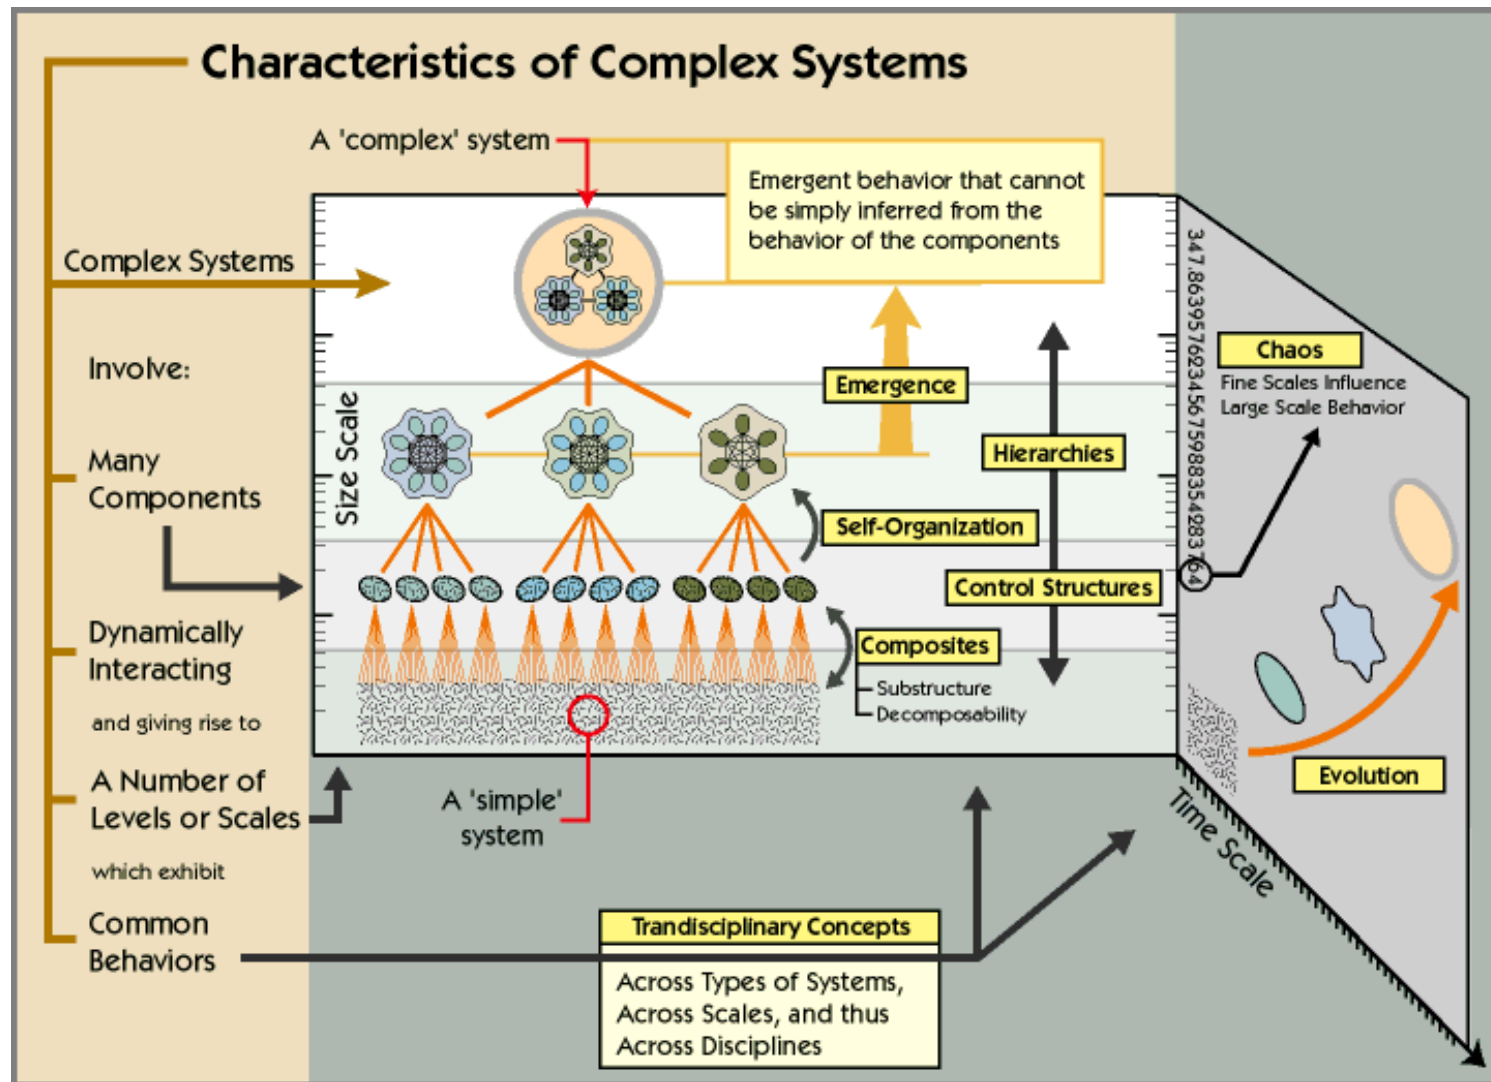 Characteristics of Complex Systems
A 'complex' system
Emergent behavior that cannot
be simply inferred from the
behavior of the components
Complex Systems
Involve:
Many
Components
Dynamically
Interacting
and giving rise to
A Number of
Levels or Scales
which exhibit
Common
Behaviors
Size Scale
Emergence
Hierarchies
Self-Organization
Control Structures
Composites
Substructure
Decomposability
A 'simple'
system
347.86395762345675988354283764
Chaos
Fine Scales Influence
Large Scale Behavior
Evolution
Time Scale
Trandisciplinary Concepts
Across Types of Systems,
Across Scales, and thus
Across Disciplines